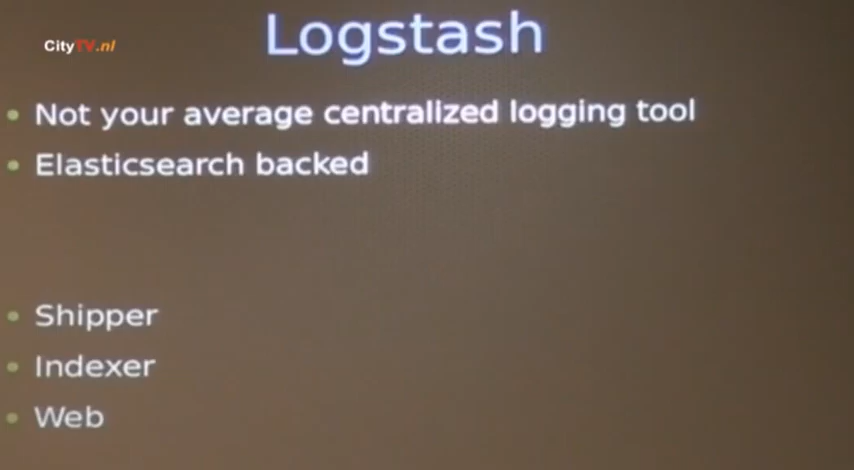 Logstash
CityTV.nl
• Not your average centralized logging tool
• Elasticsearch backed
• Shipper
• Indexer
• Web